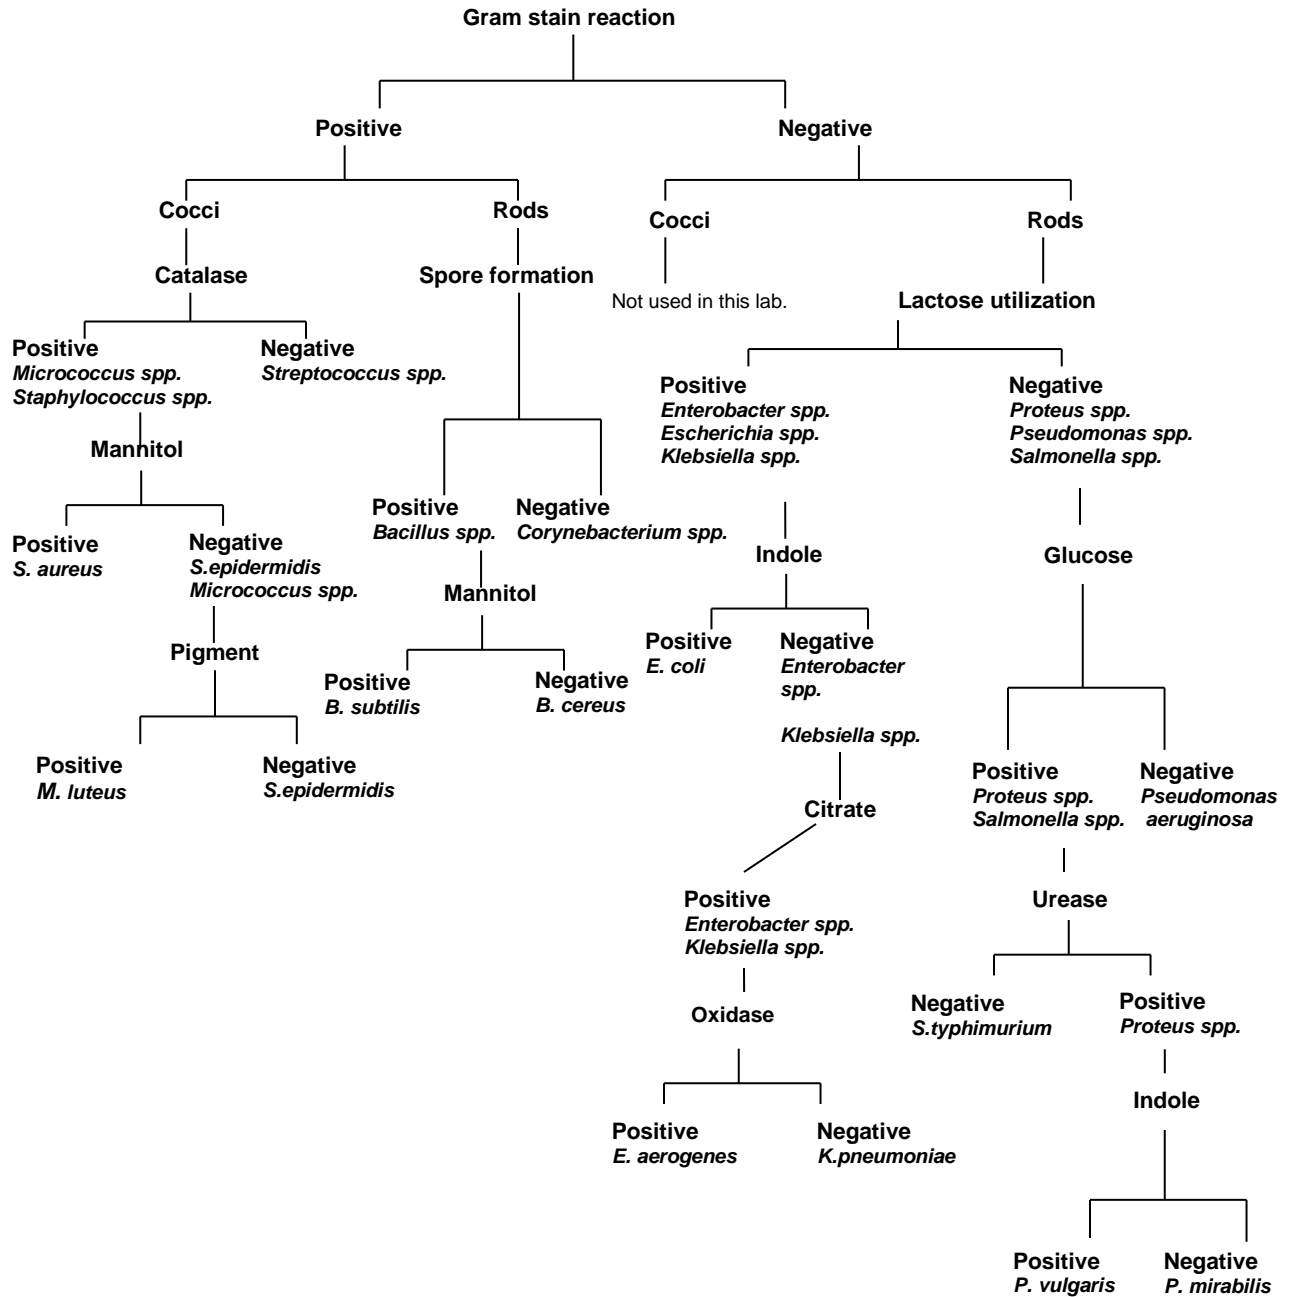 Gram stain reaction
Positive
Negative
Cocci
Rods
Cocci
Rods
Catalase
Spore formation
Not used in this lab.
Lactose utilization
Positive
Micrococcus spp.
Staphylococcus spp.
Negative
Streptococcus spp.
Positive
Enterobacter spp.
Escherichia spp.
Klebsiella spp.
Negative
Proteus spp.
Pseudomonas spp.
Salmonella spp.
Mannitol
Positive
Bacillus spp.
Negative
Corynebacterium spp.
Positive
S. aureus
Negative
S.epidermidis
Micrococcus spp.
Indole
Glucose
Mannitol
Pigment
Positive
E. coli
Negative
Enterobacter
spp.
Klebsiella spp.
Positive
B. subtilis
Negative
B. cereus
Positive
M. luteus
Negative
S.epidermidis
Positive
Proteus spp.
Salmonella spp.
Negative
Pseudomonas
aeruginosa
Citrate
Positive
Enterobacter spp.
Klebsiella spp.
Urease
Oxidase
Negative
S.typhimurium
Positive
Proteus spp.
Indole
Positive
E. aerogenes
Negative
K.pneumoniae
Positive
P. vulgaris
Negative
P. mirabilis